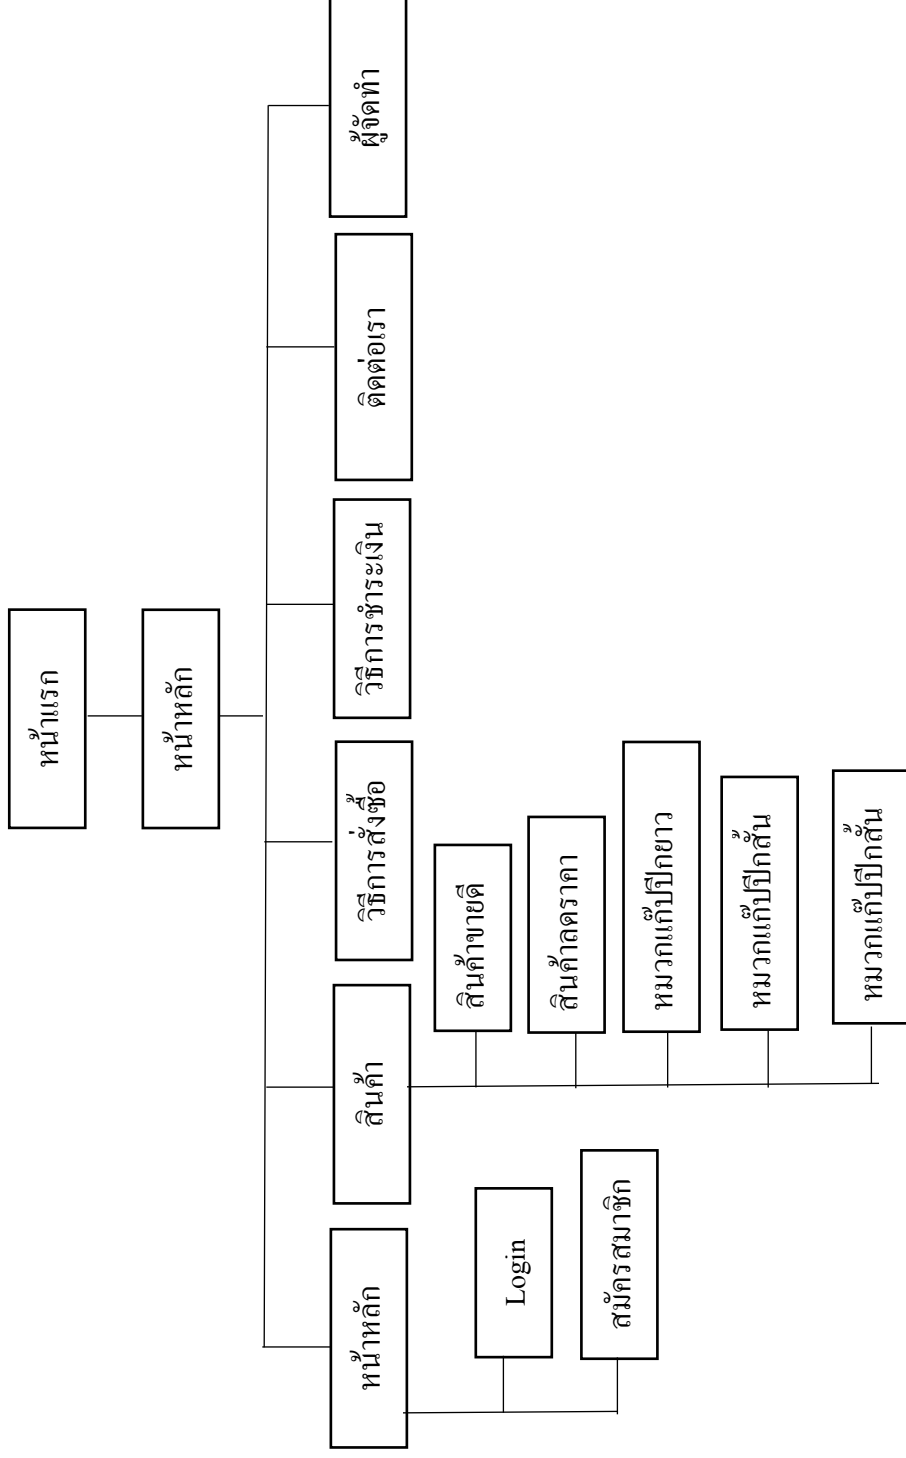 หน้าแรก
หน้าหลัก
หน้าหลัก
สินค้า
วิธีการสั่งซื้อ
วิธีการชำระเงิน
ติดต่อเรา
ผู้จัดทำ
Login
สมัครสมาชิก
สินค้าขายดี
สินค้าลดราคา
หมวกแก๊ปปีกยาว
หมวกแก๊ปปีกสั้น
หมวกแก๊ปปีกสั้น